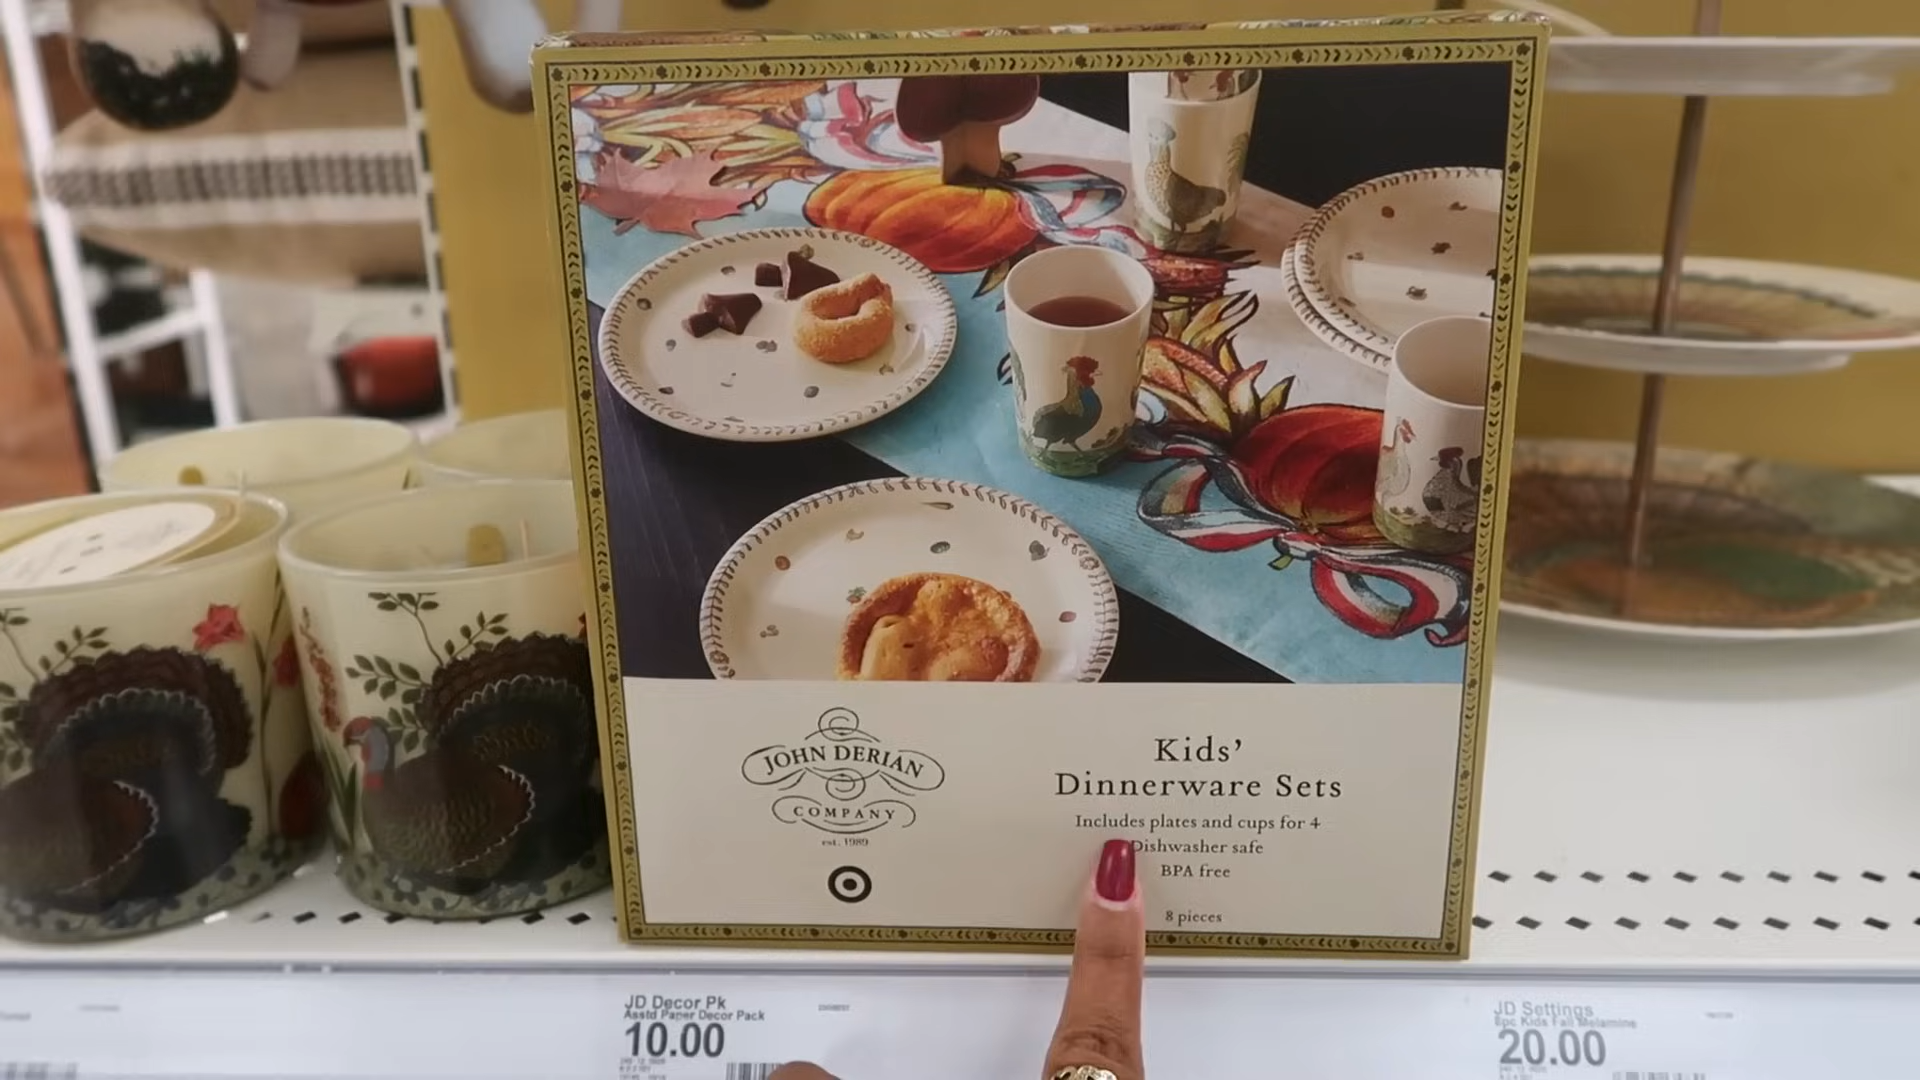 JOHN DERIAN
COMPANY
est. 1989
Kids'
Dinnerware Sets
Includes plates and cups for 4
Dishwasher safe
BPA free
8 pieces
JD Decor Pk
Asstd Paper Decor Pack
10.00
JD Settings
8pc Kids Fall Melamine
20.00